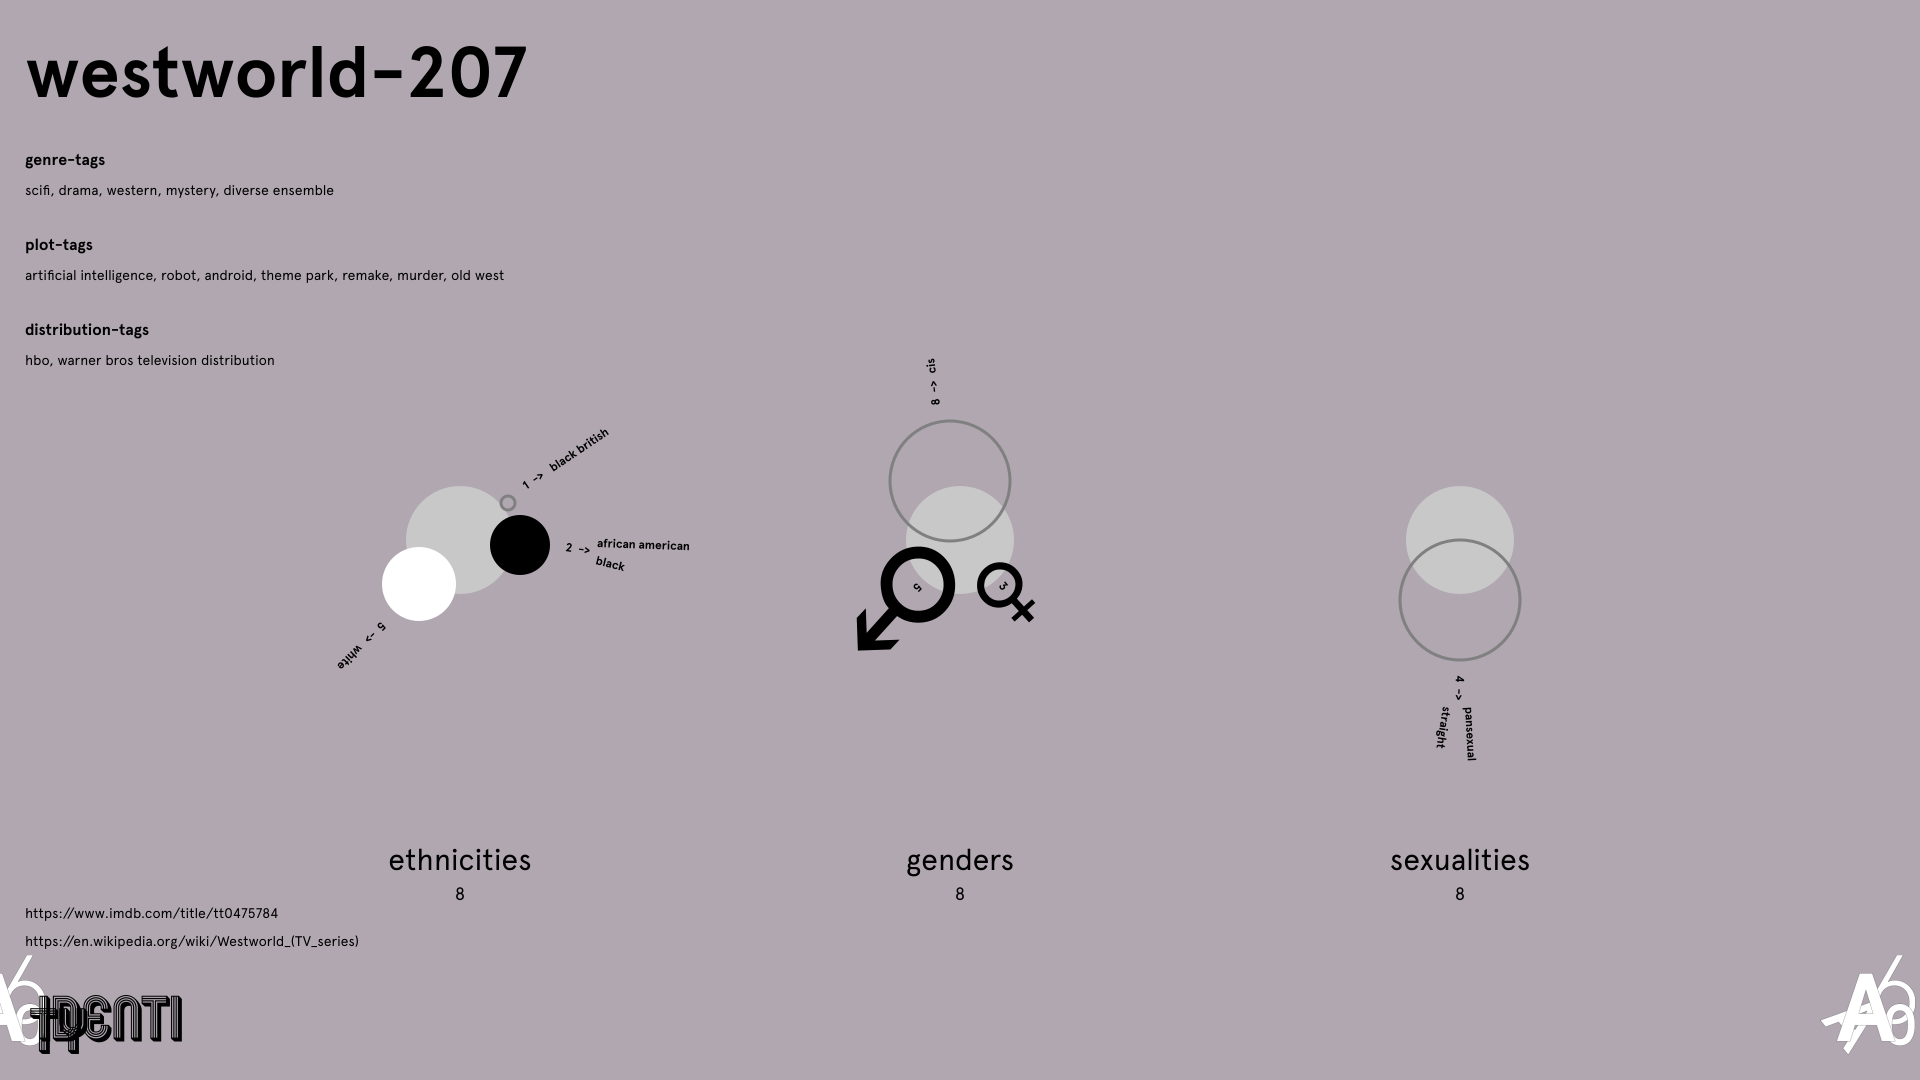 westworld-207
genre-tags
scifi, drama, western, mystery, diverse ensemble
plot-tags
artificial intelligence, robot, android, theme park, remake, murder, old west
distribution-tags
hbo, warner bros television distribution
1 -> black british
2 -> african american
black
5 -> white
ethnicities
8
8 -> cis
5
3
genders
8
4 -> pansexual
straight
sexualities
8
https://www.imdb.com/title/tt0475784
https://en.wikipedia.org/wiki/Westworld_(TV_series)
IDENTI